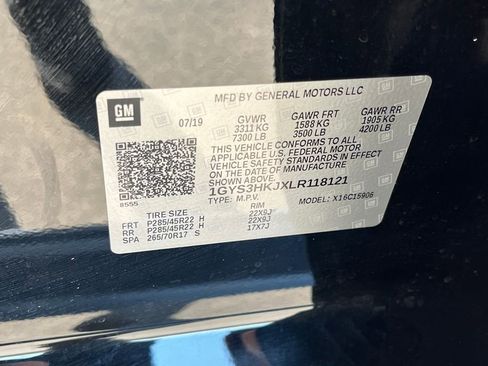 MFD BY GENERAL MOTORS LLC
GM
07/19 GVWR GAWR FRT GAWR RR
3311 KG 1588 KG 1905 KG
7300 LB 3500 LB 4200 LB
THIS VEHICLE CONFORMS TO ALL
APPLICABLE U.S. FEDERAL MOTOR
VEHICLE SAFETY STANDARDS IN EFFECT
ON THE DATE OF MANUFACTURE
SHOWN ABOVE.
1GYS3HKJXLR118121
8555 TYPE: M.P.V. MODEL: X16C15906
TIRE SIZE RIM
FRT P285/45R22 H 22X9J
RR P285/45R22 H 22X9J
SPA 265/70R17 S 17X7J